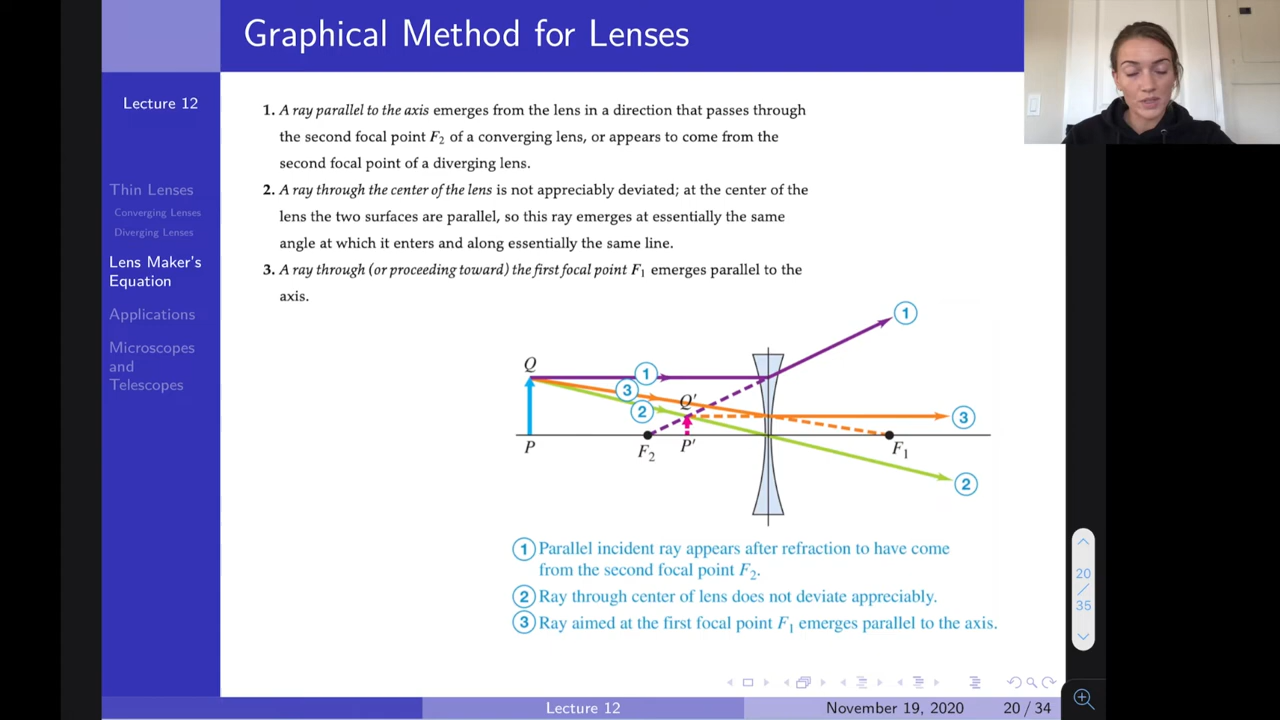 Graphical Method for Lenses
Lecture 12
Thin Lenses
Converging Lenses
Diverging Lenses
Lens Maker's
Equation
Applications
Microscopes
and
Telescopes
1. A ray parallel to the axis emerges from the lens in a direction that passes through
the second focal point F2 of a converging lens, or appears to come from the
second focal point of a diverging lens.
2. A ray through the center of the lens is not appreciably deviated; at the center of the
lens the two surfaces are parallel, so this ray emerges at essentially the same
angle at which it enters and along essentially the same line.
3. A ray through (or proceeding toward) the first focal point F1 emerges parallel to the
axis.
1
Q
1
3
2
Q′
3
P
F2
P′
F1
2
1 Parallel incident ray appears after refraction to have come
from the second focal point F2.
2 Ray through center of lens does not deviate appreciably.
3 Ray aimed at the first focal point F1 emerges parallel to the axis.
20
/
35
Lecture 12
November 19, 2020
20 / 34